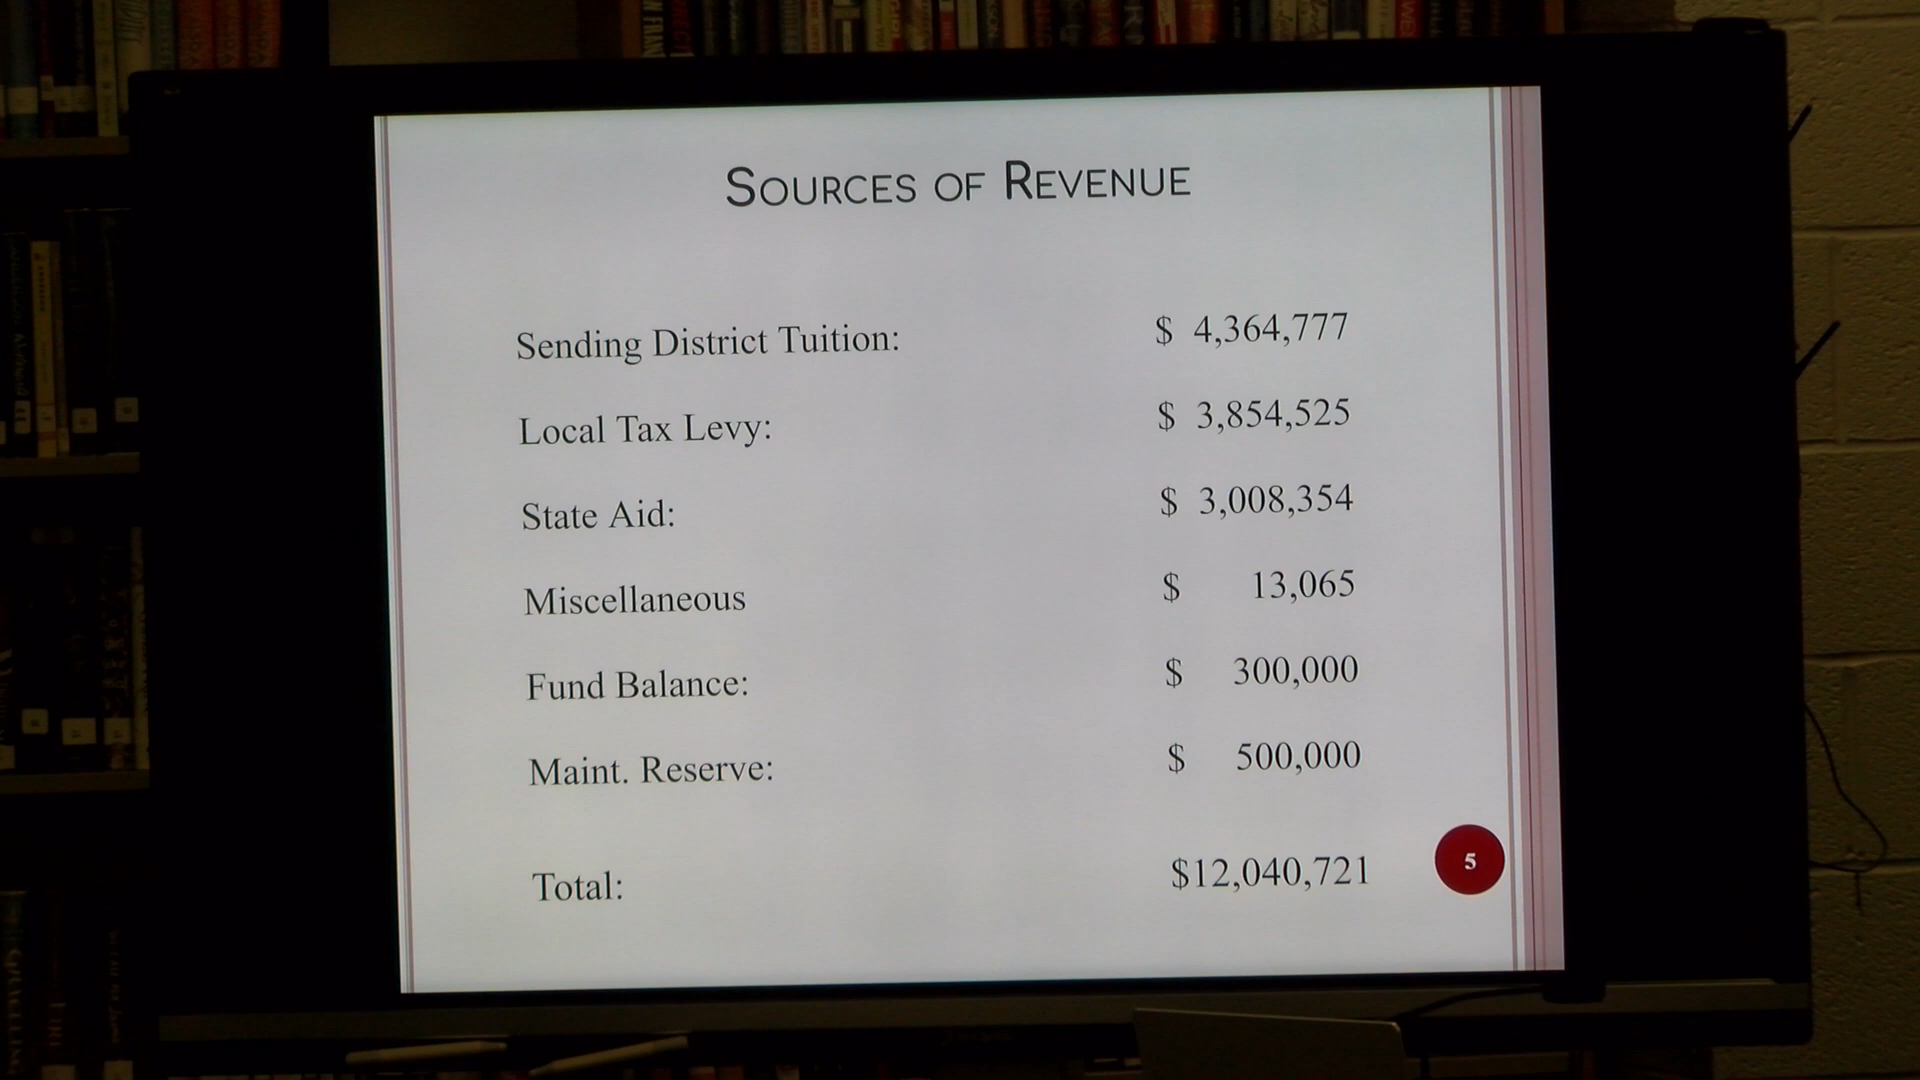 SOURCES OF REVENUE
Sending District Tuition: $ 4,364,777
Local Tax Levy: $ 3,854,525
State Aid: $ 3,008,354
Miscellaneous $ 13,065
Fund Balance: $ 300,000
Maint. Reserve: $ 500,000
Total: $12,040,721
5